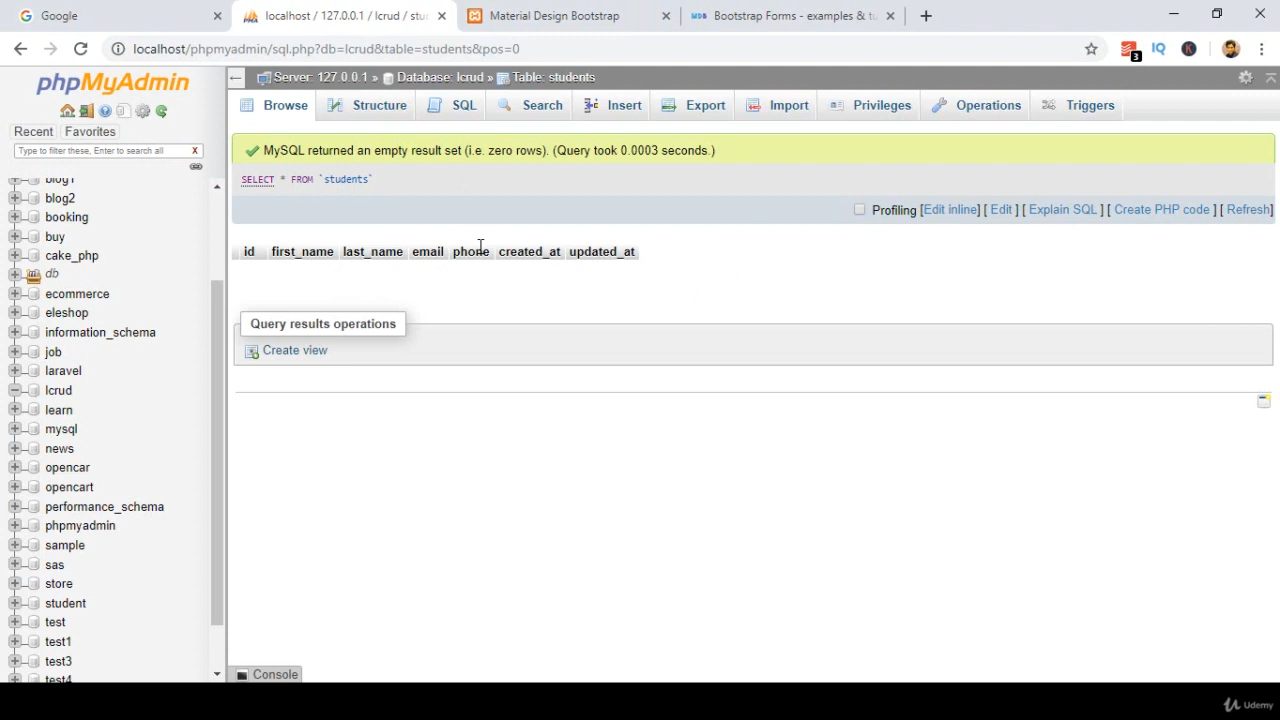 Google
localhost / 127.0.0.1 / lcrud / stu
Material Design Bootstrap
MDB
Bootstrap Forms - examples & tu
localhost/phpmyadmin/sql.php?db=lcrud&table=students&pos=0
3
IQ
K
phpMyAdmin
Recent
Favorites
Type to filter these, Enter to search all
X
blog1
blog2
booking
buy
cake_php
db
ecommerce
eleshop
information_schema
job
laravel
lcrud
learn
mysql
news
opencar
opencart
performance_schema
phpmyadmin
sample
sas
store
student
test
test1
test3
test4
Server: 127.0.0.1 » Database: lcrud » Table: students
Browse
Structure
SQL
Search
Insert
Export
Import
Privileges
Operations
Triggers
MySQL returned an empty result set (i.e. zero rows). (Query took 0.0003 seconds.)
SELECT * FROM `students`
Profiling [Edit inline] [ Edit ] [ Explain SQL ] [ Create PHP code ] [ Refresh]
id first_name last_name email phone created_at updated_at
Query results operations
Create view
Console
Udemy